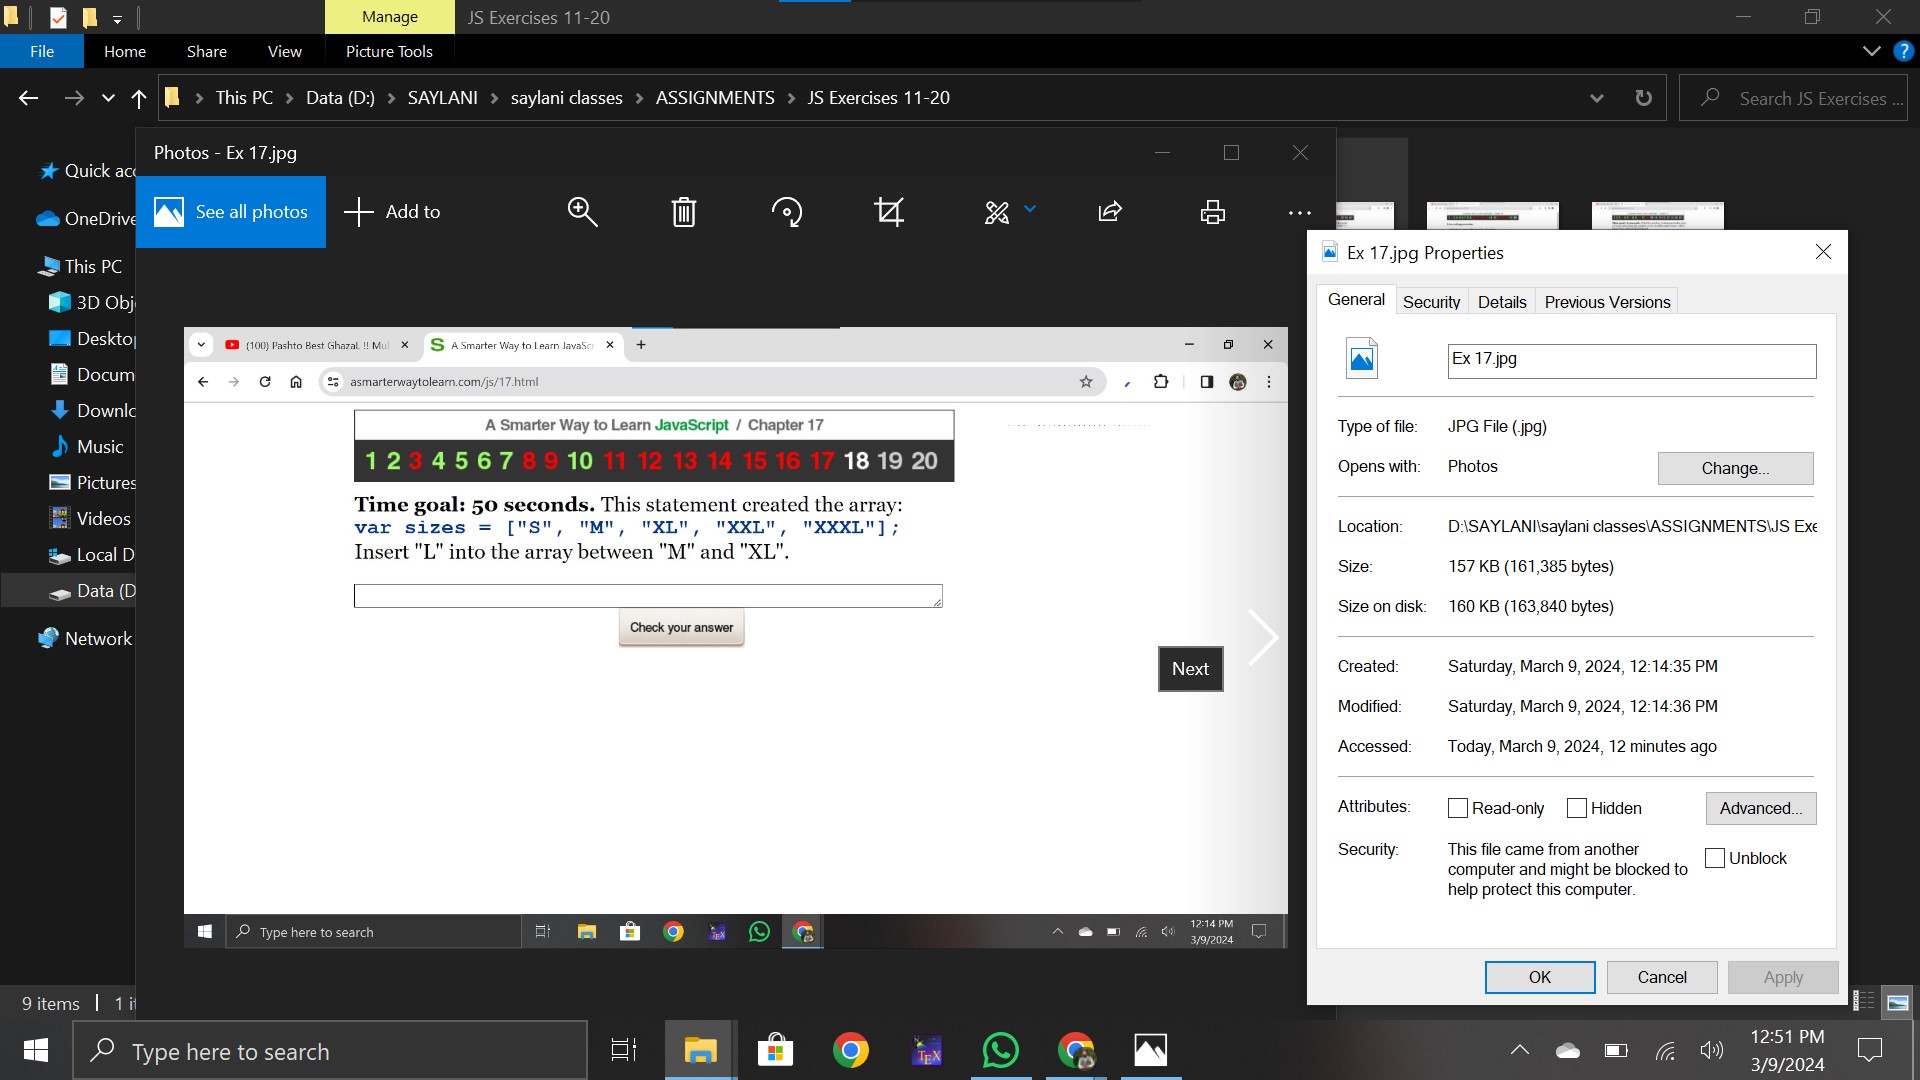 Manage
JS Exercises 11-20
File
Home
Share
View
Picture Tools
This PC
Data (D:)
SAYLANI
saylani classes
ASSIGNMENTS
JS Exercises 11-20
Search JS Exercises ...
Quick acc
OneDrive
This PC
3D Obj
Desktop
Docum
Downlo
Music
Pictures
Videos
Local D
Data (D
Network
9 items
1 it
Photos - Ex 17.jpg
See all photos
Add to
(100) Pashto Best Ghazal. !! Mu
A Smarter Way to Learn JavaSc
asmarterwaytolearn.com/js/17.html
A Smarter Way to Learn JavaScript / Chapter 17
1 2 3 4 5 6 7 8 9 10 11 12 13 14 15 16 17 18 19 20
Time goal: 50 seconds. This statement created the array:
var sizes = ["S", "M", "XL", "XXL", "XXXL"];
Insert "L" into the array between "M" and "XL".
Check your answer
Next
Type here to search
12:14 PM
3/9/2024
Ex 17.jpg Properties
General
Security
Details
Previous Versions
Ex 17.jpg
Type of file: JPG File (.jpg)
Opens with: Photos
Change...
Location: D:\SAYLANI\saylani classes\ASSIGNMENTS\JS Exe
Size: 157 KB (161,385 bytes)
Size on disk: 160 KB (163,840 bytes)
Created: Saturday, March 9, 2024, 12:14:35 PM
Modified: Saturday, March 9, 2024, 12:14:36 PM
Accessed: Today, March 9, 2024, 12 minutes ago
Attributes: Read-only Hidden
Advanced...
Security: This file came from another
computer and might be blocked to
help protect this computer.
Unblock
OK
Cancel
Apply
Type here to search
TEX
12:51 PM
3/9/2024